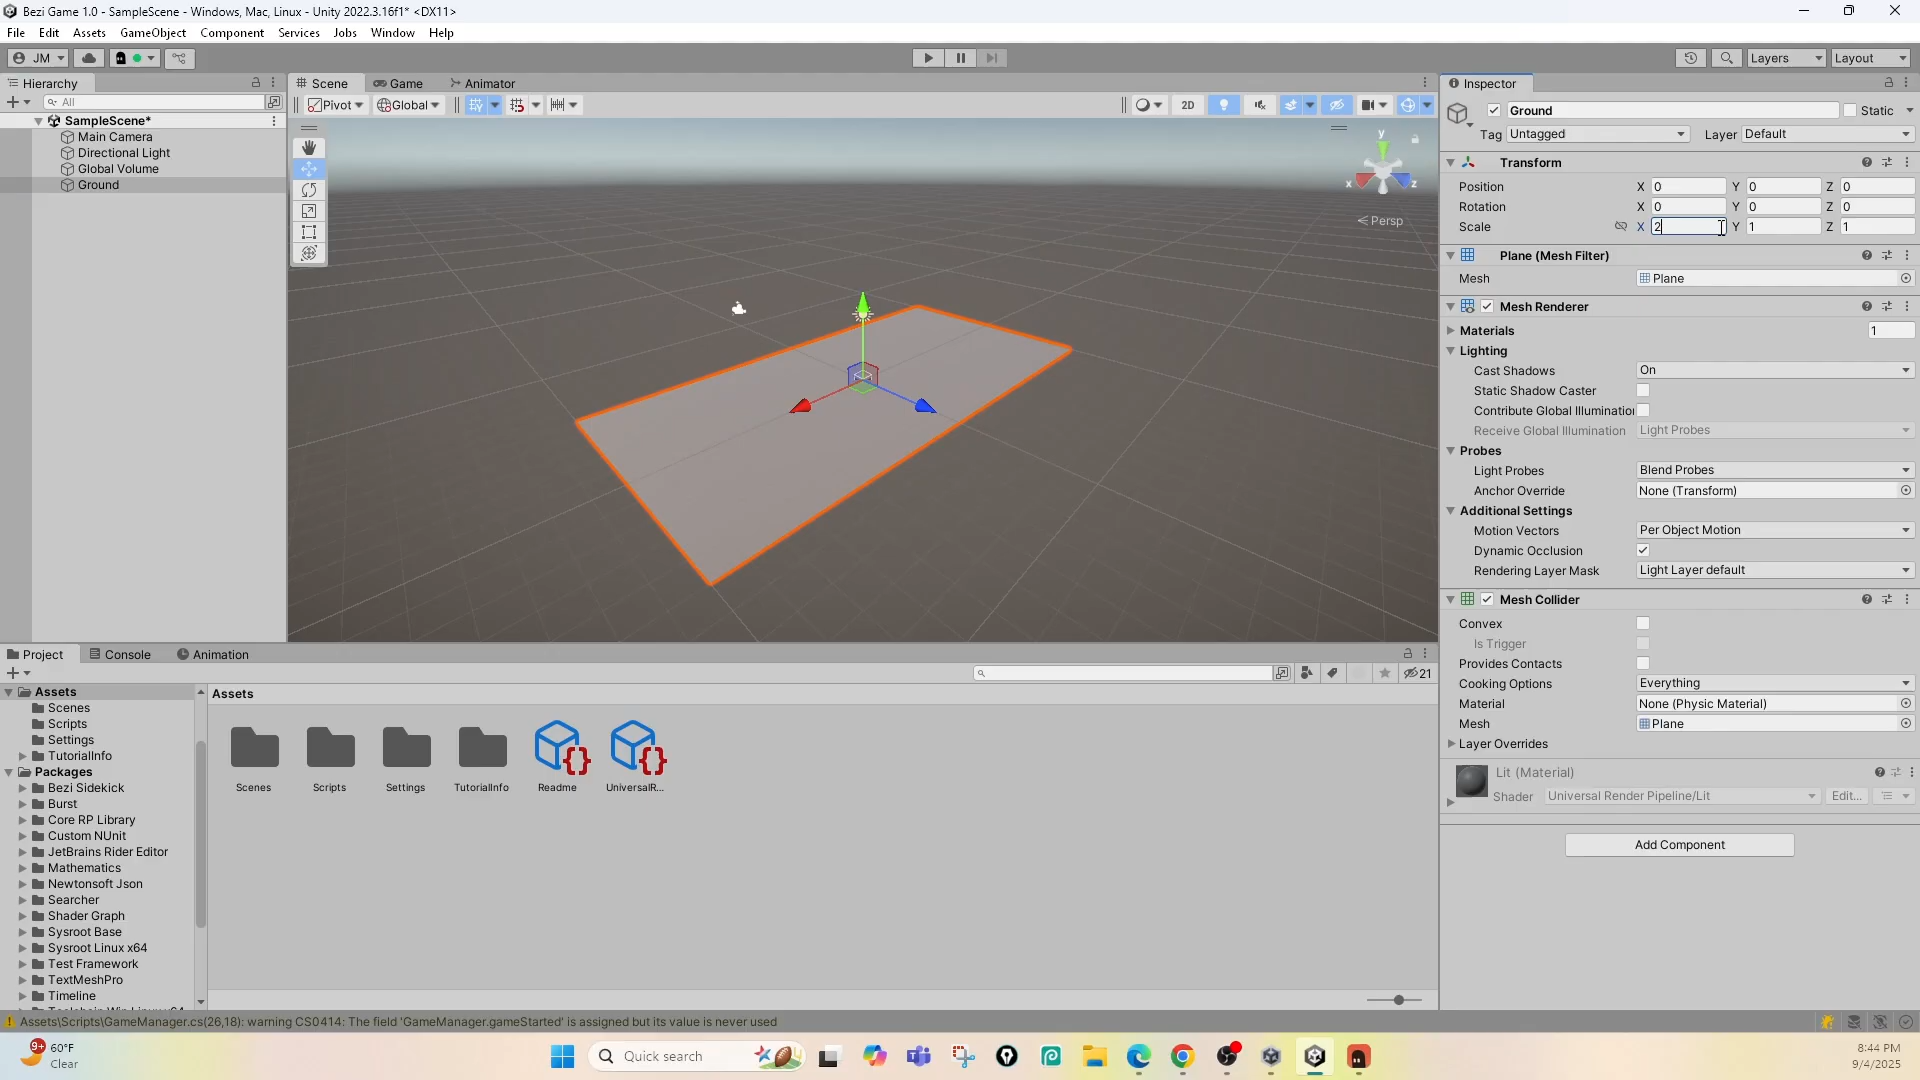 Bezi Game 1.0 - SampleScene - Windows, Mac, Linux - Unity 2022.3.16f1* <DX11>
File Edit Assets GameObject Component Services Jobs Window Help
JM Layers Layout
Hierarchy Scene Game Animator Inspector
All Pivot Global 2D Ground Static
SampleScene*
Tag Untagged Layer Default
Main Camera
Directional Light
Global Volume
Ground
y
x z
Persp
Transform
Position X 0 Y 0 Z 0
Rotation X 0 Y 0 Z 0
Scale X 2 Y 1 Z 1
Plane (Mesh Filter)
Mesh Plane
Mesh Renderer
Materials 1
Lighting
Cast Shadows On
Static Shadow Caster
Contribute Global Illuminatio
Receive Global Illumination Light Probes
Probes
Light Probes Blend Probes
Anchor Override None (Transform)
Additional Settings
Motion Vectors Per Object Motion
Dynamic Occlusion
Rendering Layer Mask Light Layer default
Mesh Collider
Convex
Is Trigger
Provides Contacts
Cooking Options Everything
Material None (Physic Material)
Mesh Plane
Layer Overrides
Lit (Material)
Shader Universal Render Pipeline/Lit Edit...
Add Component
Project Console Animation
21
Assets
Scenes
Scripts
Settings
TutorialInfo
Packages
Bezi Sidekick
Burst
Core RP Library
Custom NUnit
JetBrains Rider Editor
Mathematics
Newtonsoft Json
Searcher
Shader Graph
Sysroot Base
Sysroot Linux x64
Test Framework
TextMeshPro
Timeline
Assets
Scenes Scripts Settings TutorialInfo Readme UniversalR...
Assets\Scripts\GameManager.cs(26,18): warning CS0414: The field 'GameManager.gameStarted' is assigned but its value is never used
9+ 60°F
Clear
Quick search
8:44 PM
9/4/2025